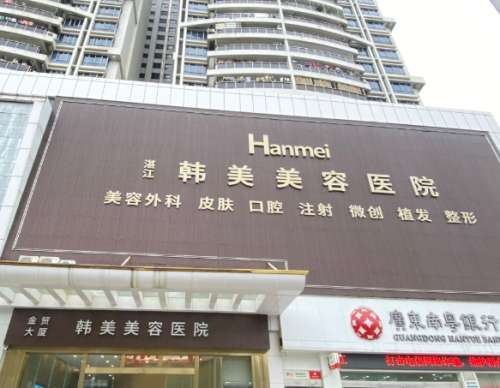 Hanmei
湛江 韩美美容医院
美容外科 皮肤 口腔 注射 微创 植发 整形
金贸大厦 韩美美容医院
廣東南粤銀行
GUANGDONG NANYUE BANK